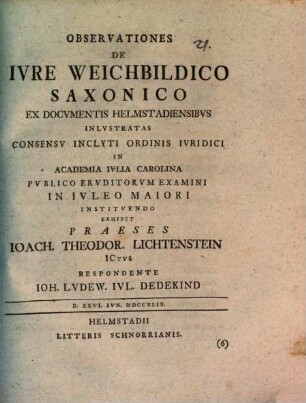 OBSERVATIONES
21.
DE
IVRE WEICHBILDICO
SAXONICO
EX DOCVMENTIS HELMSTADIENSIBVS
INLVSTRATAS
CONSENSV INCLYTI ORDINIS IVRIDICI
IN
ACADEMIA IVLIA CAROLINA
PVBLICO ERVDITORVM EXAMINI
IN IVLEO MAIORI
INSTITVENDO
EXHIBET
PRAESES
IOACH. THEODOR. LICHTENSTEIN
ICTVS
RESPONDENTE
IOH. LVDEW. IVL. DEDEKIND
D. XXVI. IVN. MDCCXLIX.
HELMSTADII
LITTERIS SCHNORRIANIS.
(6)